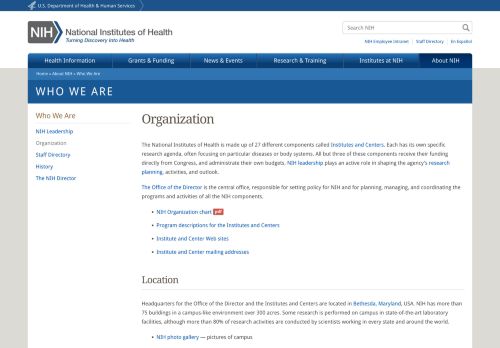 U.S. Department of Health & Human Services
NIH National Institutes of Health
Turning Discovery Into Health
Search NIH
NIH Employee Intranet | Staff Directory | En Español
Health Information Grants & Funding News & Events Research & Training Institutes at NIH About NIH
Home » About NIH » Who We Are
WHO WE ARE
Who We Are
NIH Leadership
Organization
Staff Directory
History
The NIH Director
Organization
The National Institutes of Health is made up of 27 different components called Institutes and Centers. Each has its own specific
research agenda, often focusing on particular diseases or body systems. All but three of these components receive their funding
directly from Congress, and administrate their own budgets. NIH leadership plays an active role in shaping the agency's research
planning, activities, and outlook.
The Office of the Director is the central office, responsible for setting policy for NIH and for planning, managing, and coordinating the
programs and activities of all the NIH components.
• NIH Organization chart pdf
• Program descriptions for the Institutes and Centers
• Institute and Center Web sites
• Institute and Center mailing addresses
Location
Headquarters for the Office of the Director and the Institutes and Centers are located in Bethesda, Maryland, USA. NIH has more than
75 buildings in a campus-like environment over 300 acres. Some research is performed on campus in state-of-the-art laboratory
facilities, although more than 80% of research activities are conducted by scientists working in every state and around the world.
• NIH photo gallery — pictures of campus